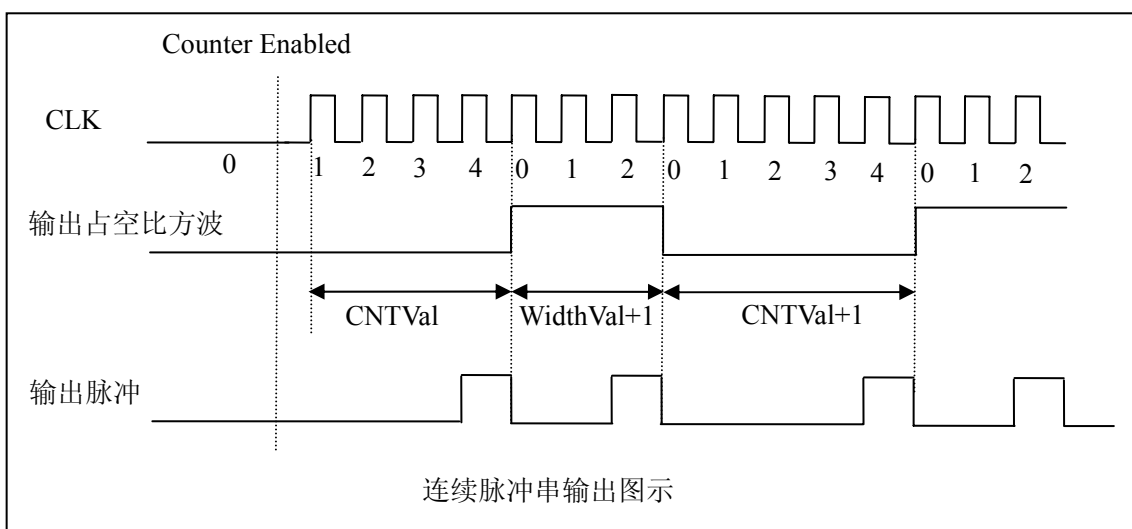 Counter Enabled
CLK
0 1 2 3 4 0 1 2 0 1 2 3 4 0 1 2
输出占空比方波
CNTVal WidthVal+1 CNTVal+1
输出脉冲
连续脉冲串输出图示